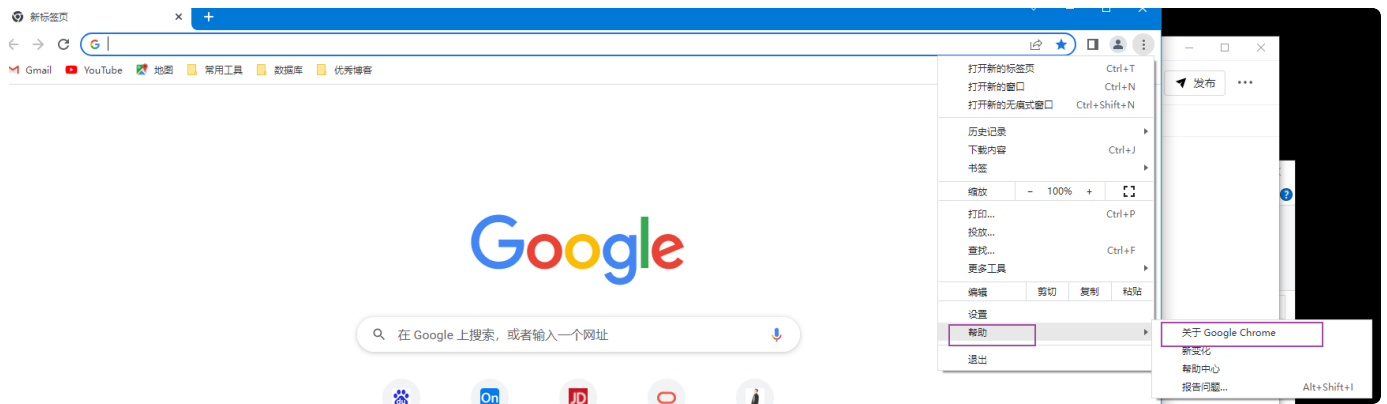 新标签页
Gmail YouTube 地图 常用工具 数据库 优秀博客
打开新的标签页 Ctrl+T
打开新的窗口 Ctrl+N
打开新的无痕式窗口 Ctrl+Shift+N
历史记录
下载内容 Ctrl+J
书签
缩放 - 100% +
打印... Ctrl+P
投放...
查找... Ctrl+F
更多工具
编辑 剪切 复制 粘贴
设置
帮助
退出
关于 Google Chrome
新变化
帮助中心
报告问题... Alt+Shift+I
发布
Google
在 Google 上搜索，或者输入一个网址
du On JD